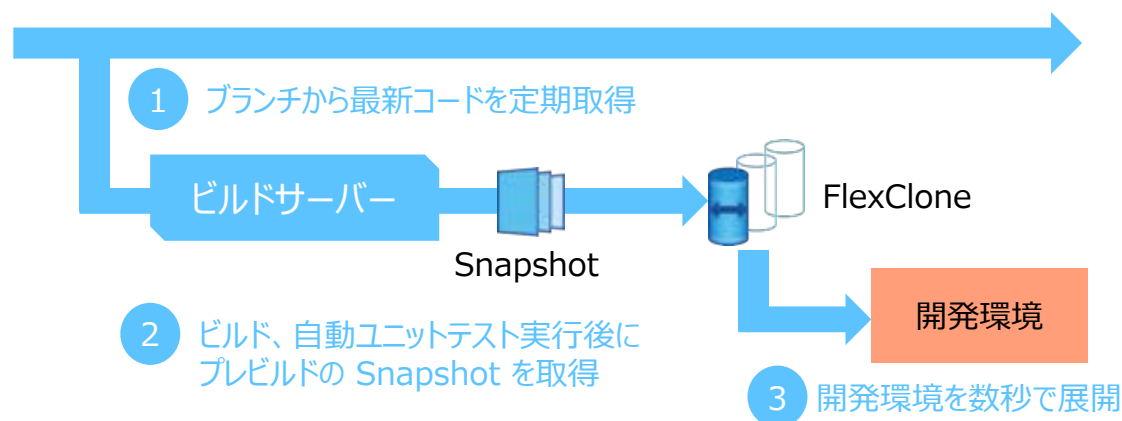 1 ブランチから最新コードを定期取得
ビルドサーバー
FlexClone
Snapshot
開発環境
2 ビルド、自動ユニットテスト実行後に
プレビルドの Snapshot を取得
3 開発環境を数秒で展開